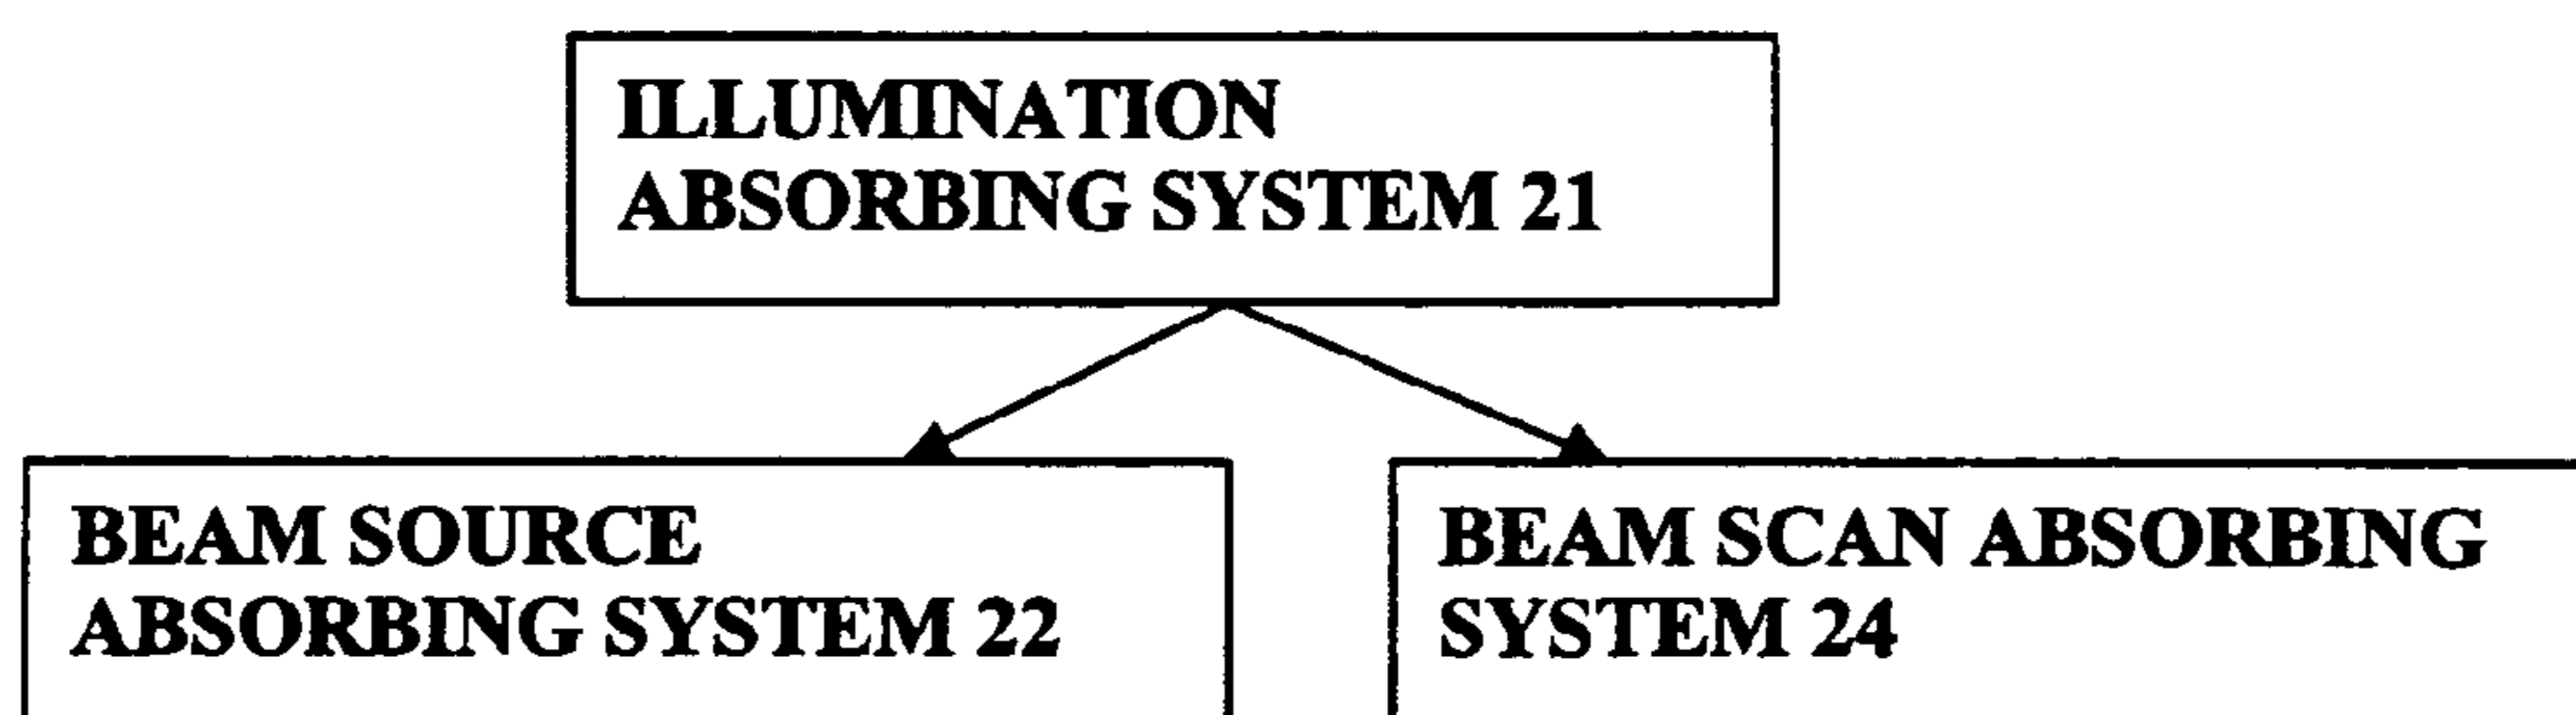 ILLUMINATION
ABSORBING SYSTEM 21
BEAM SOURCE
ABSORBING SYSTEM 22
BEAM SCAN ABSORBING
SYSTEM 24